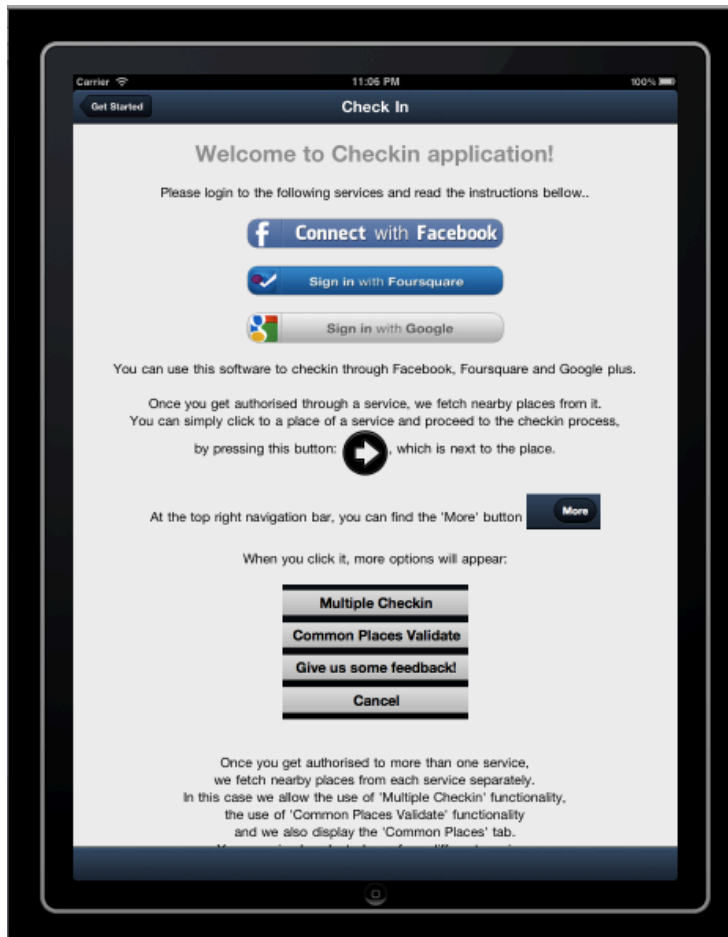 Carrier 11:06 PM 100%
Get Started Check In
Welcome to Checkin application!
Please login to the following services and read the instructions bellow..
f Connect with Facebook
Sign in with Foursquare
g Sign in with Google
You can use this software to checkin through Facebook, Foursquare and Google plus.
Once you get authorised through a service, we fetch nearby places from it.
You can simply click to a place of a service and proceed to the checkin process,
by pressing this button: , which is next to the place.
At the top right navigation bar, you can find the 'More' button More
When you click it, more options will appear:
Multiple Checkin
Common Places Validate
Give us some feedback!
Cancel
Once you get authorised to more than one service,
we fetch nearby places from each service separately.
In this case we allow the use of 'Multiple Checkin' functionality,
the use of 'Common Places Validate' functionality
and we also display the 'Common Places' tab.